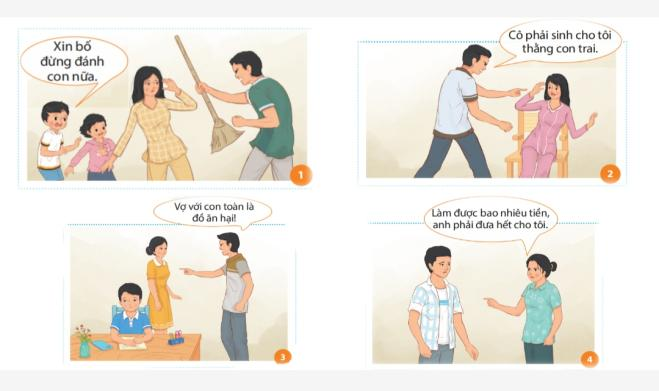 Xin bố
đừng đánh
con nữa.
1
Cô phải sinh cho tôi
thằng con trai.
2
Vợ với con toàn là
đồ ăn hại!
3
Làm được bao nhiêu tiền,
anh phải đưa hết cho tôi.
4